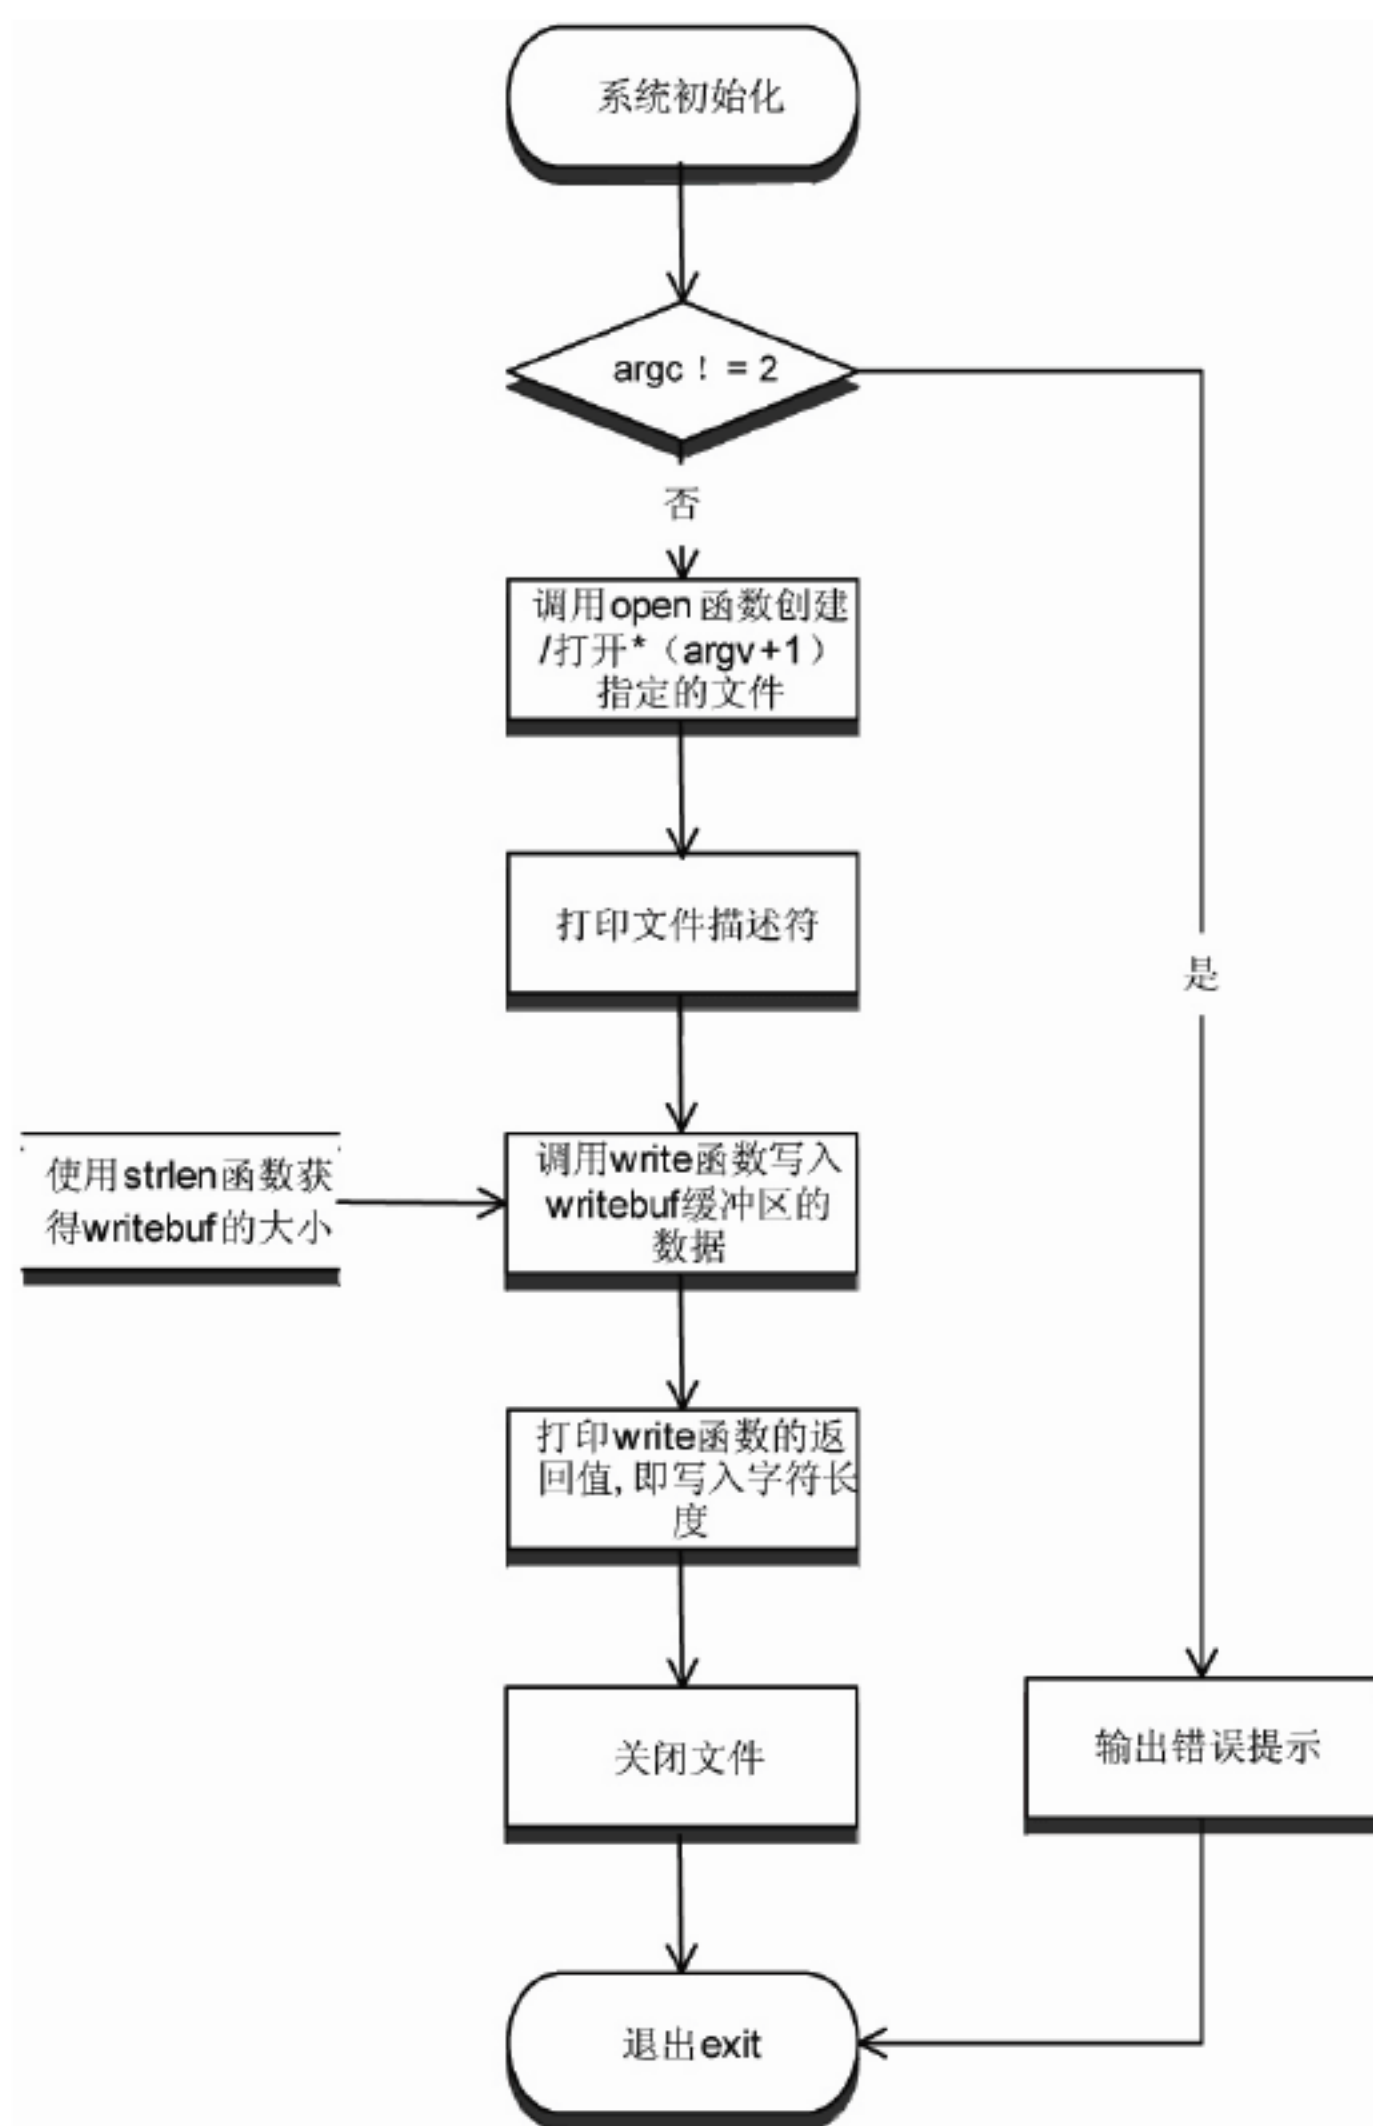 系统初始化
argc！= 2
否
调用open函数创建
/打开*（argv+1）
指定的文件
打印文件描述符
是
使用strlen函数获
得writebuf的大小
调用write函数写入
writebuf缓冲区的
数据
打印write函数的返
回值,即写入字符长
度
关闭文件
输出错误提示
退出exit